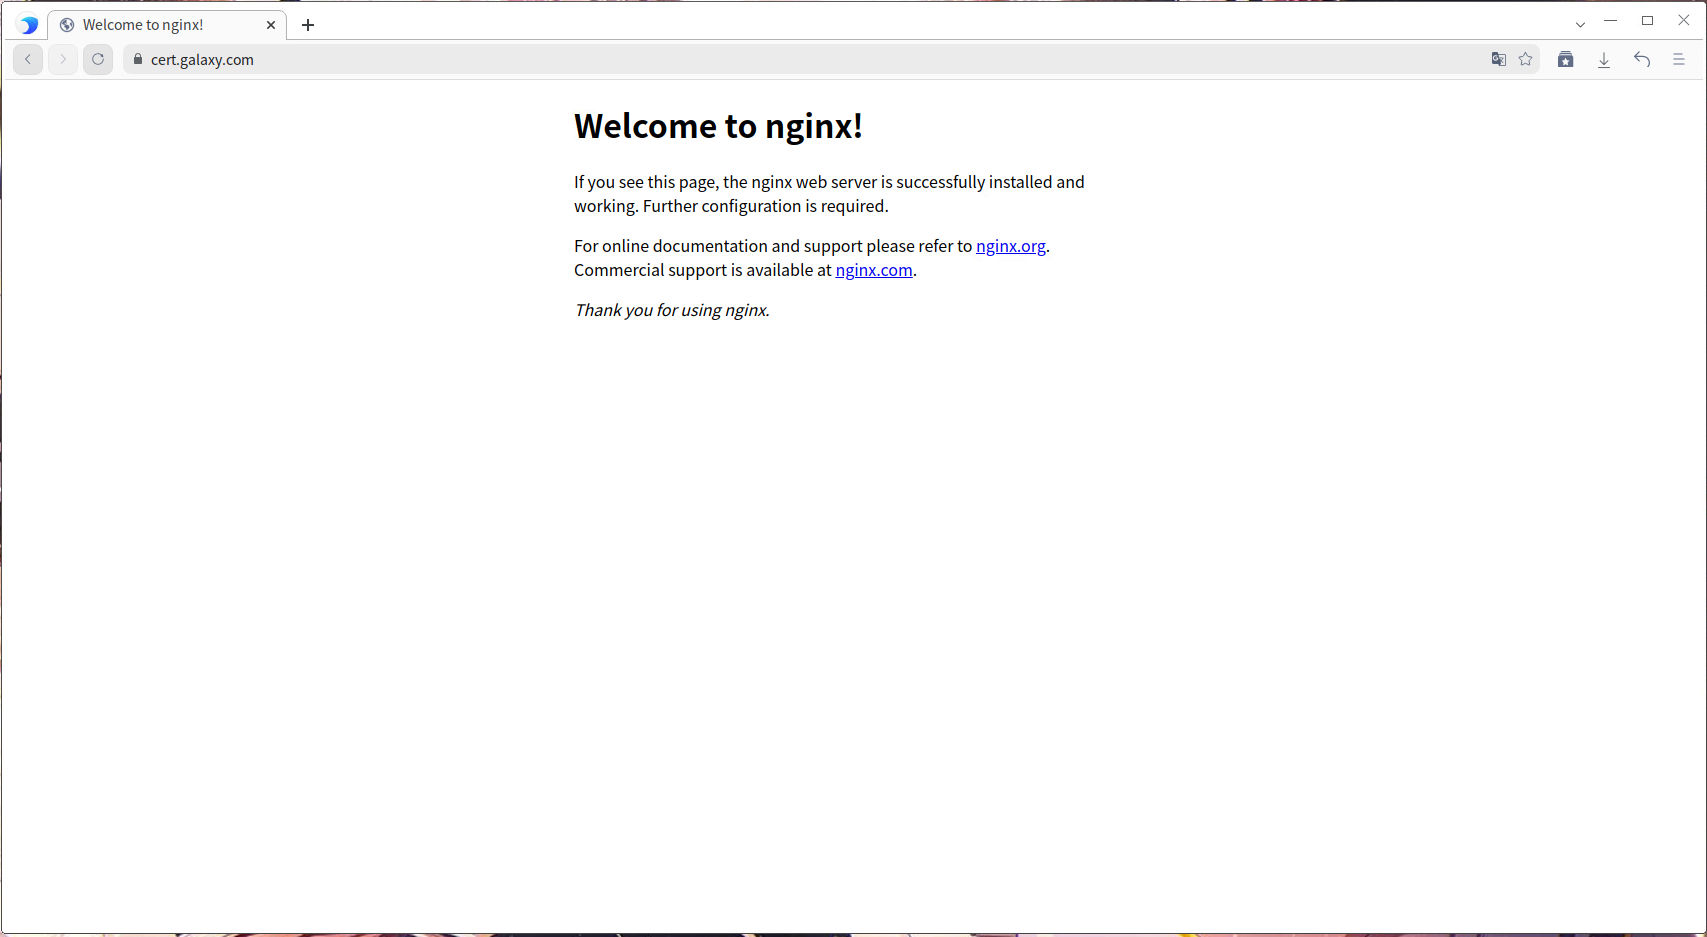 Welcome to nginx!
cert.galaxy.com
Welcome to nginx!
If you see this page, the nginx web server is successfully installed and
working. Further configuration is required.
For online documentation and support please refer to nginx.org.
Commercial support is available at nginx.com.
Thank you for using nginx.